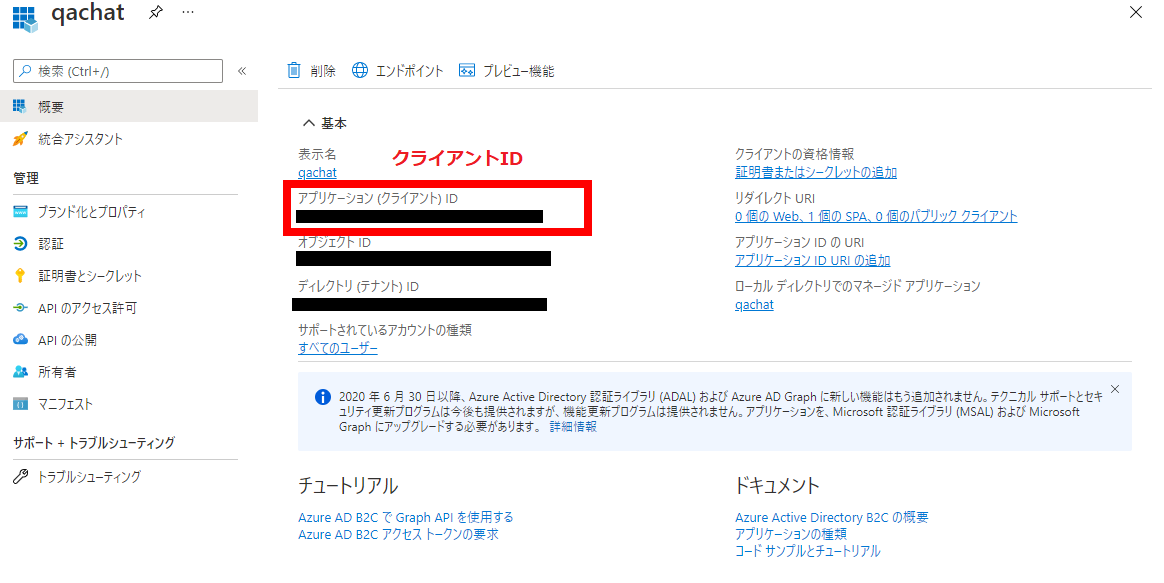 qachat
検索 (Ctrl+/)
概要
統合アシスタント
管理
ブランド化とプロパティ
認証
証明書とシークレット
API のアクセス許可
API の公開
所有者
マニフェスト
サポート + トラブルシューティング
トラブルシューティング
削除
エンドポイント
プレビュー機能
基本
クライアントID
表示名
qachat
アプリケーション (クライアント) ID
オブジェクト ID
ディレクトリ (テナント) ID
サポートされているアカウントの種類
すべてのユーザー
クライアントの資格情報
証明書またはシークレットの追加
リダイレクト URI
0 個の Web、1 個の SPA、0 個のパブリック クライアント
アプリケーション ID の URI
アプリケーション ID URI の追加
ローカル ディレクトリでのマネージド アプリケーション
qachat
2020 年 6 月 30 日以降、Azure Active Directory 認証ライブラリ (ADAL) および Azure AD Graph に新しい機能はもう追加されません。テクニカル サポートとセキ
ュリティ更新プログラムは今後も提供されますが、機能更新プログラムは提供されません。アプリケーションを、Microsoft 認証ライブラリ (MSAL) および Microsoft
Graph にアップグレードする必要があります。 詳細情報
チュートリアル
Azure AD B2C で Graph API を使用する
Azure AD B2C アクセス トークンの要求
ドキュメント
Azure Active Directory B2C の概要
アプリケーションの種類
コード サンプルとチュートリアル